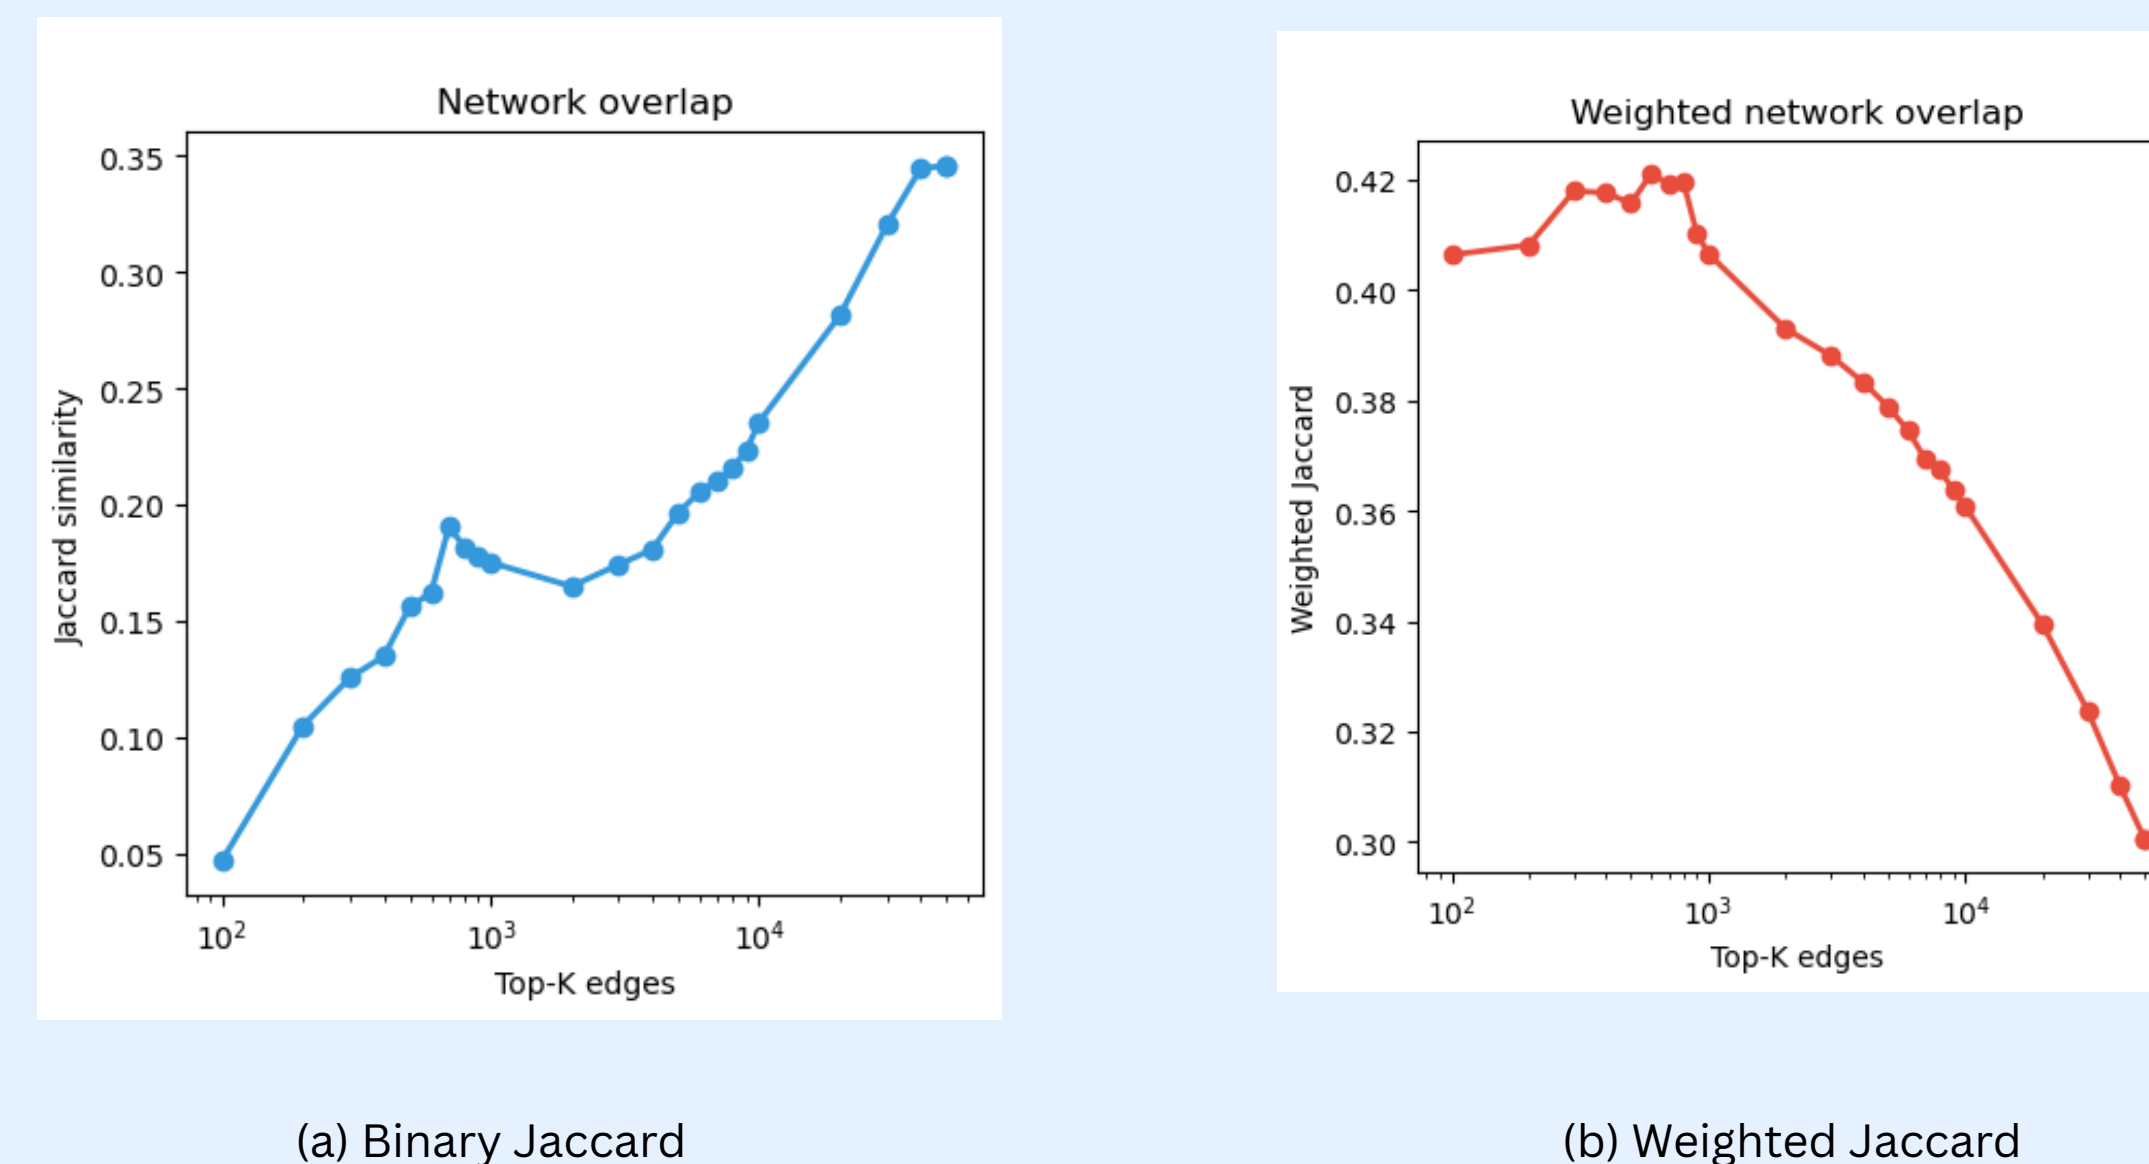 Network overlap
Jaccard similarity
0.35
0.30
0.25
0.20
0.15
0.10
0.05
10²
10³
10⁴
Top-K edges
(a) Binary Jaccard
Weighted network overlap
Weighted Jaccard
0.42
0.40
0.38
0.36
0.34
0.32
0.30
10²
10³
10⁴
Top-K edges
(b) Weighted Jaccard